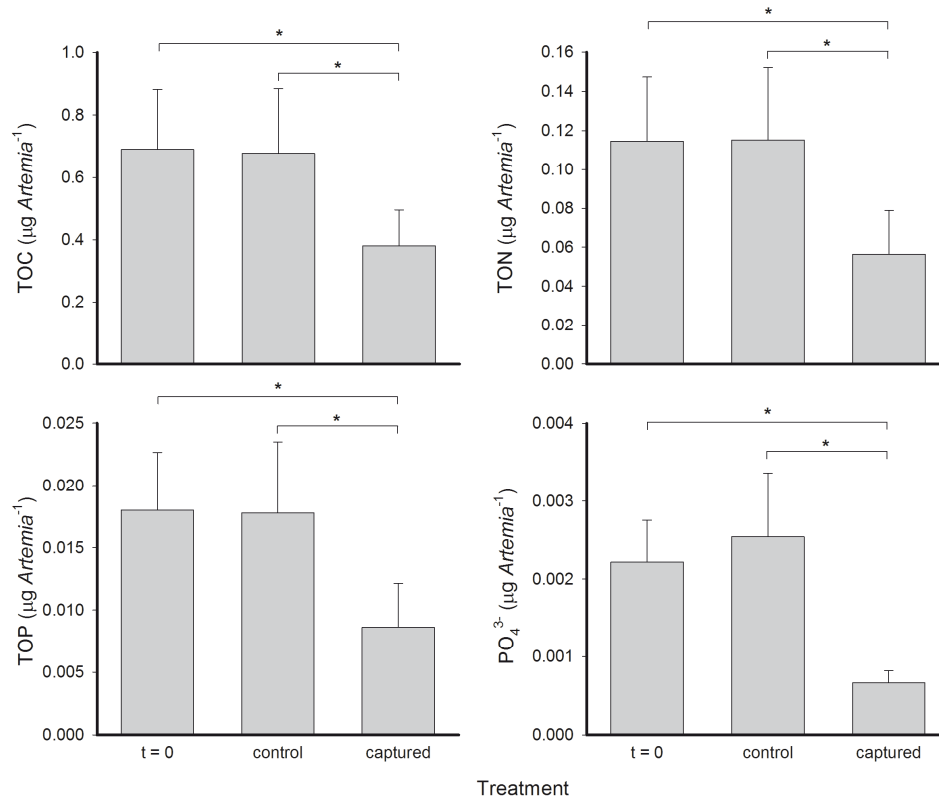 * *
1.0 0.8 0.6 0.4 0.2 0.0
TOC (µg Artemia⁻¹)
* *
0.16 0.14 0.12 0.10 0.08 0.06 0.04 0.02 0.00
TON (µg Artemia⁻¹)
* *
0.025 0.020 0.015 0.010 0.005 0.000
TOP (µg Artemia⁻¹)
t = 0 control captured
* *
0.004 0.003 0.002 0.001 0.000
PO₄³⁻ (µg Artemia⁻¹)
t = 0 control captured
Treatment